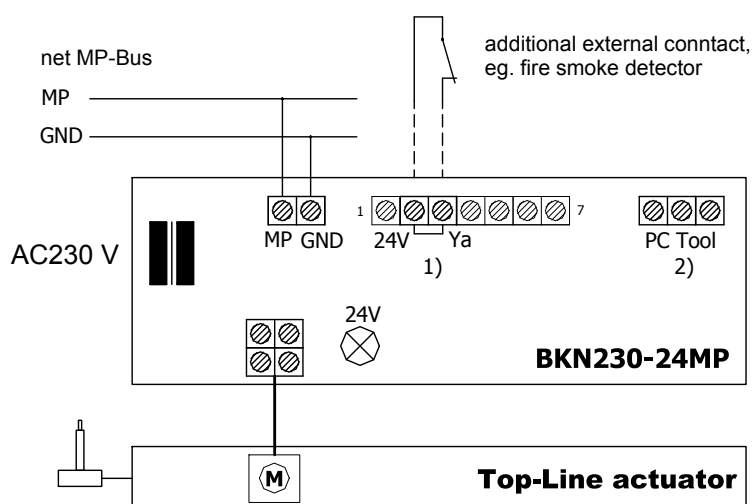 additional external conntact,
eg. fire smoke detector
net MP-Bus
MP
GND
1
7
MP GND
24V
Ya
1)
PC Tool
2)
AC230 V
24V
BKN230-24MP
M
Top-Line actuator